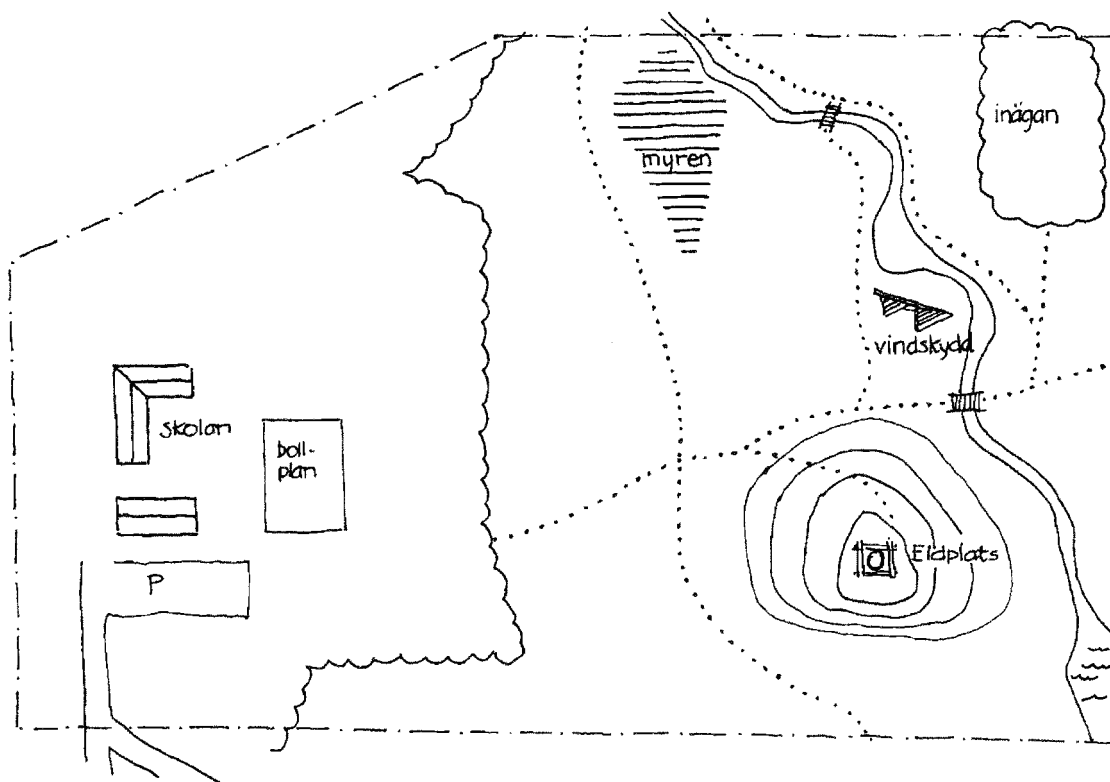 inägan
myren
vindskydd
skolan
boll-
plan
Eldplats
P